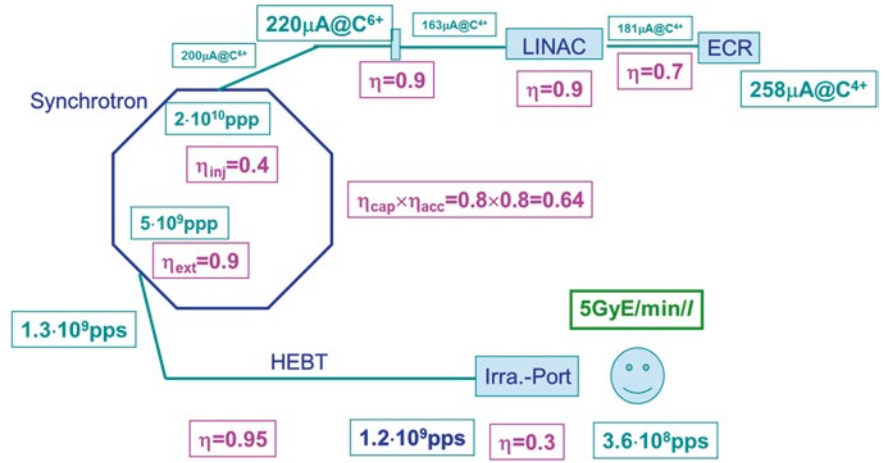 220μA@C⁶⁺
163μA@C⁴⁺
181μA@C⁴⁺
200μA@C⁶⁺
LINAC
ECR
η=0.9
η=0.9
η=0.7
258μA@C⁴⁺
Synchrotron
2·10¹⁰ppp
ηinj=0.4
ηcap×ηacc=0.8×0.8=0.64
5·10⁹ppp
ηext=0.9
5GyE/min/l
1.3·10⁹pps
HEBT
Irra.-Port
η=0.95
1.2·10⁹pps
η=0.3
3.6·10⁸pps